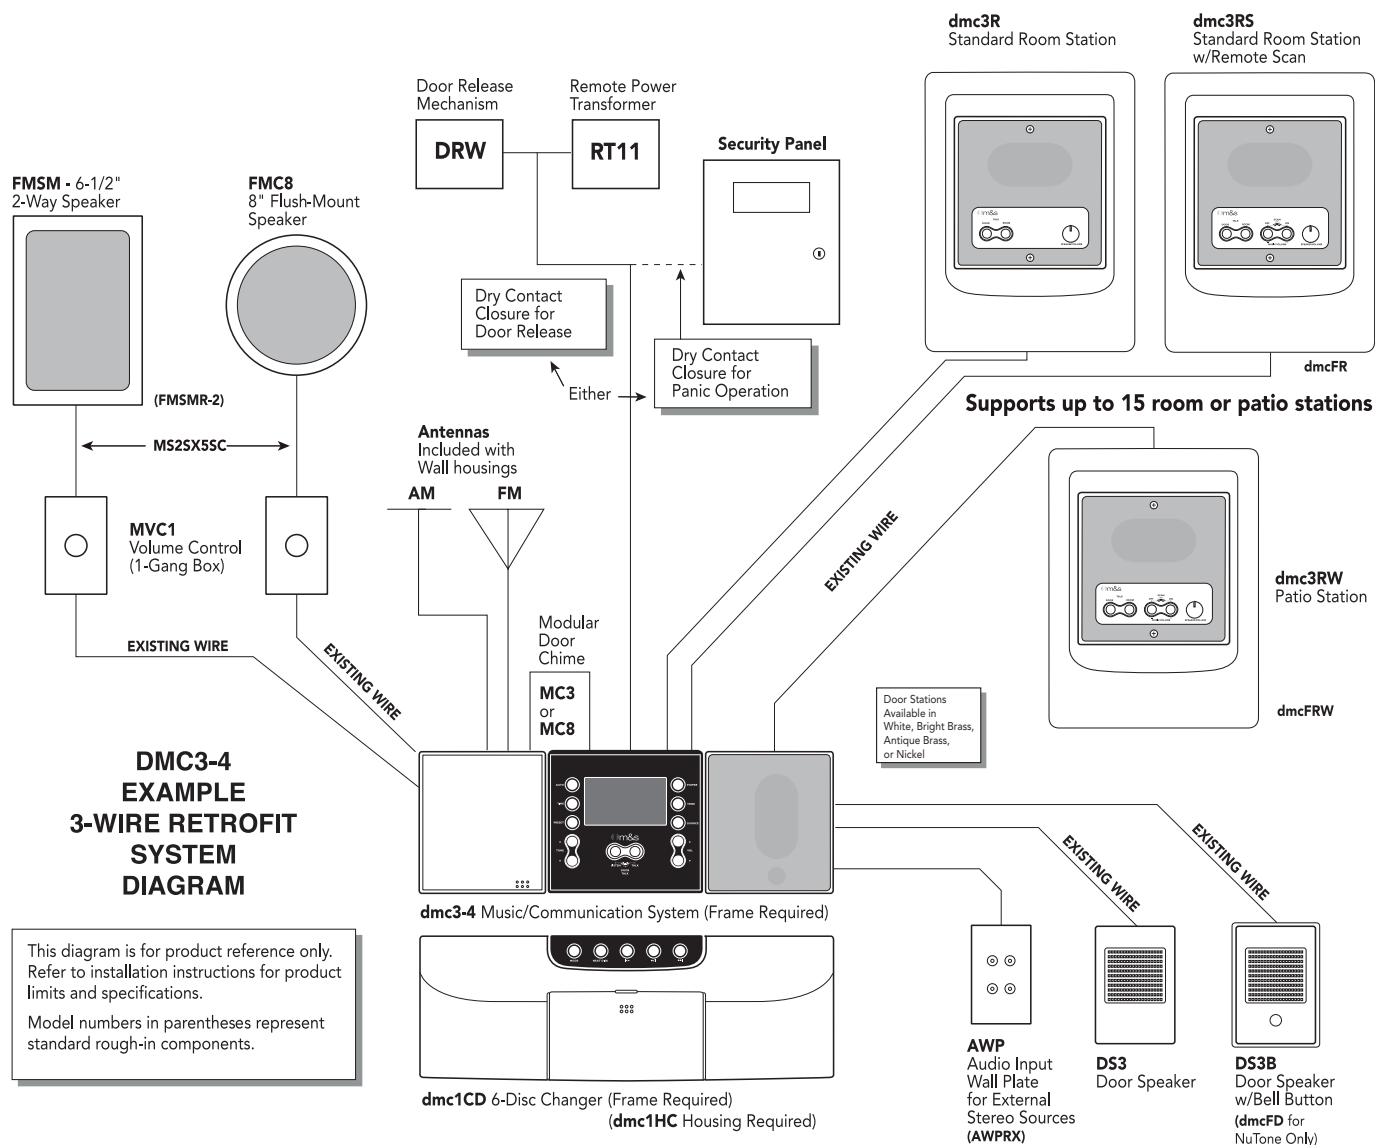 dmc3R
Standard Room Station
dmc3RS
Standard Room Station
w/Remote Scan
Door Release
Mechanism
DRW
Remote Power
Transformer
RT11
Security Panel
FMSM - 6-1/2"
2-Way Speaker
FMC8
8" Flush-Mount
Speaker
m&s
m&s
Dry Contact
Closure for
Door Release
Dry Contact
Closure for
Panic Operation
Either
dmcFR
(FMSMR-2)
Supports up to 15 room or patio stations
MS2SX5SC
Antennas
Included with
Wall housings
AM
FM
MVC1
Volume Control
(1-Gang Box)
EXISTING WIRE
dmc3RW
Patio Station
m&s
EXISTING WIRE
EXISTING WIRE
Modular
Door
Chime
MC3
or
MC8
Door Stations
Available in
White, Bright Brass,
Antique Brass,
or Nickel
dmcFRW
DMC3-4
EXAMPLE
3-WIRE RETROFIT
SYSTEM
DIAGRAM
m&s
EXISTING WIRE
EXISTING WIRE
dmc3-4 Music/Communication System (Frame Required)
This diagram is for product reference only.
Refer to installation instructions for product
limits and specifications.
Model numbers in parentheses represent
standard rough-in components.
dmc1CD 6-Disc Changer (Frame Required)
(dmc1HC Housing Required)
AWP
Audio Input
Wall Plate
for External
Stereo Sources
(AWPRX)
DS3
Door Speaker
DS3B
Door Speaker
w/Bell Button
(dmcFD for
NuTone Only)